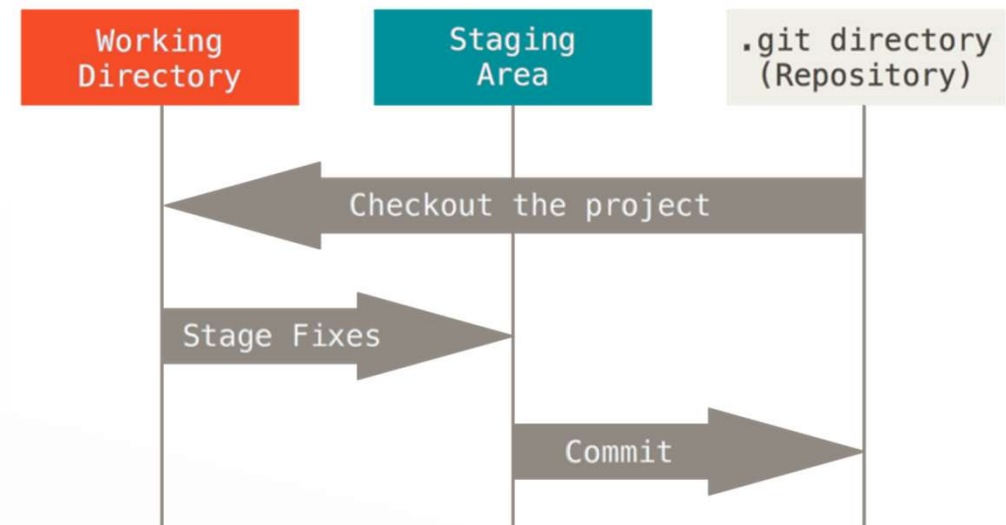 Working
Directory
Staging
Area
.git directory
(Repository)
Checkout the project
Stage Fixes
Commit